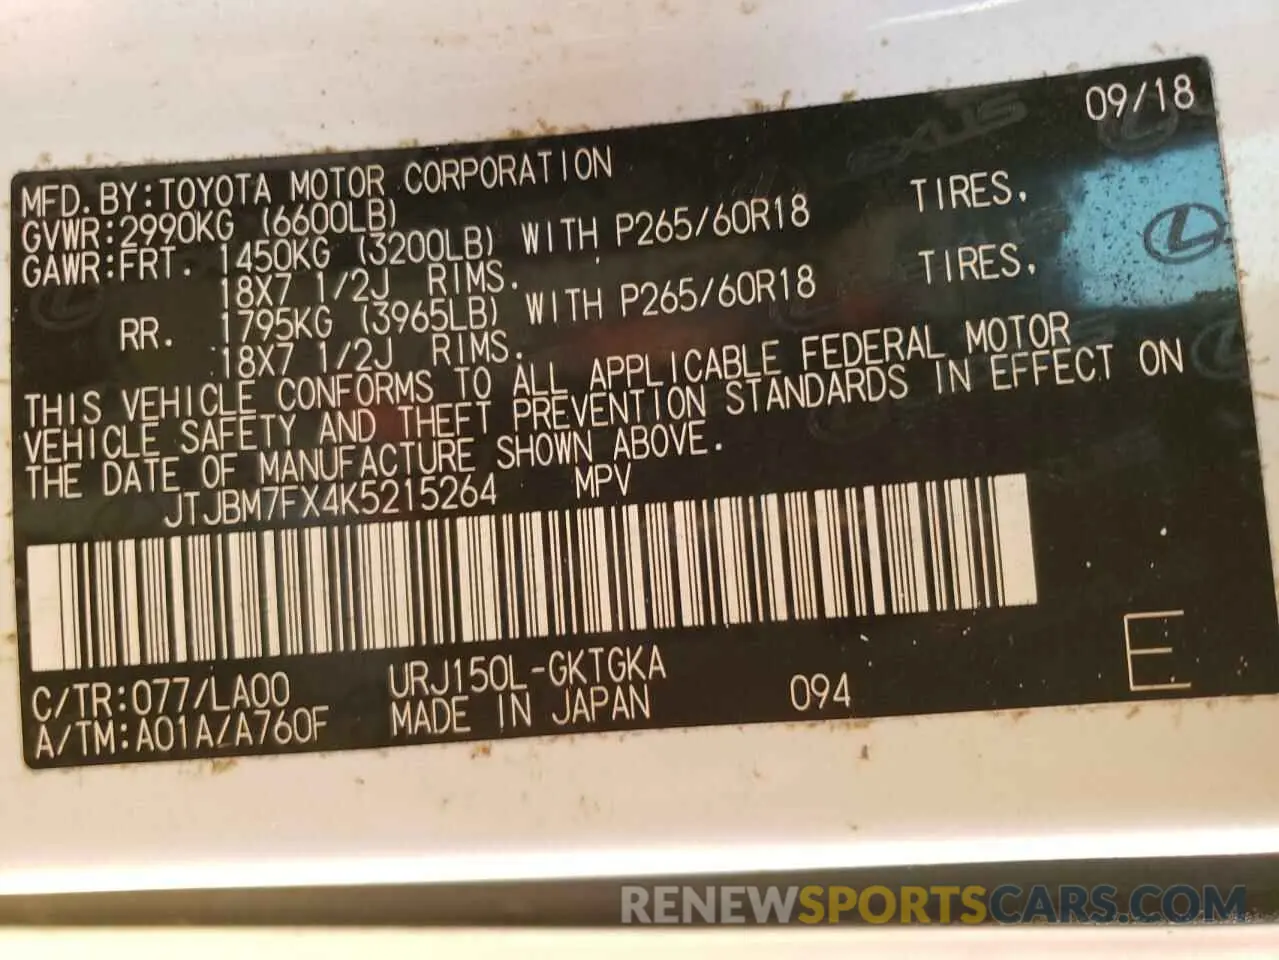 09/18
MFD.BY:TOYOTA MOTOR CORPORATION
GVWR:2990KG (6600LB)
GAWR:FRT. 1450KG (3200LB) WITH P265/60R18 TIRES,
18X7 1/2J RIMS.
RR. 1795KG (3965LB) WITH P265/60R18 TIRES,
18X7 1/2J RIMS.
THIS VEHICLE CONFORMS TO ALL APPLICABLE FEDERAL MOTOR
VEHICLE SAFETY AND THEFT PREVENTION STANDARDS IN EFFECT ON
THE DATE OF MANUFACTURE SHOWN ABOVE.
JTJBM7FX4K5215264 MPV
C/TR:077/LA00 URJ150L-GKTGKA
A/TM:A01A/A760F MADE IN JAPAN 094 E
RENEWSPORTSCARS.COM